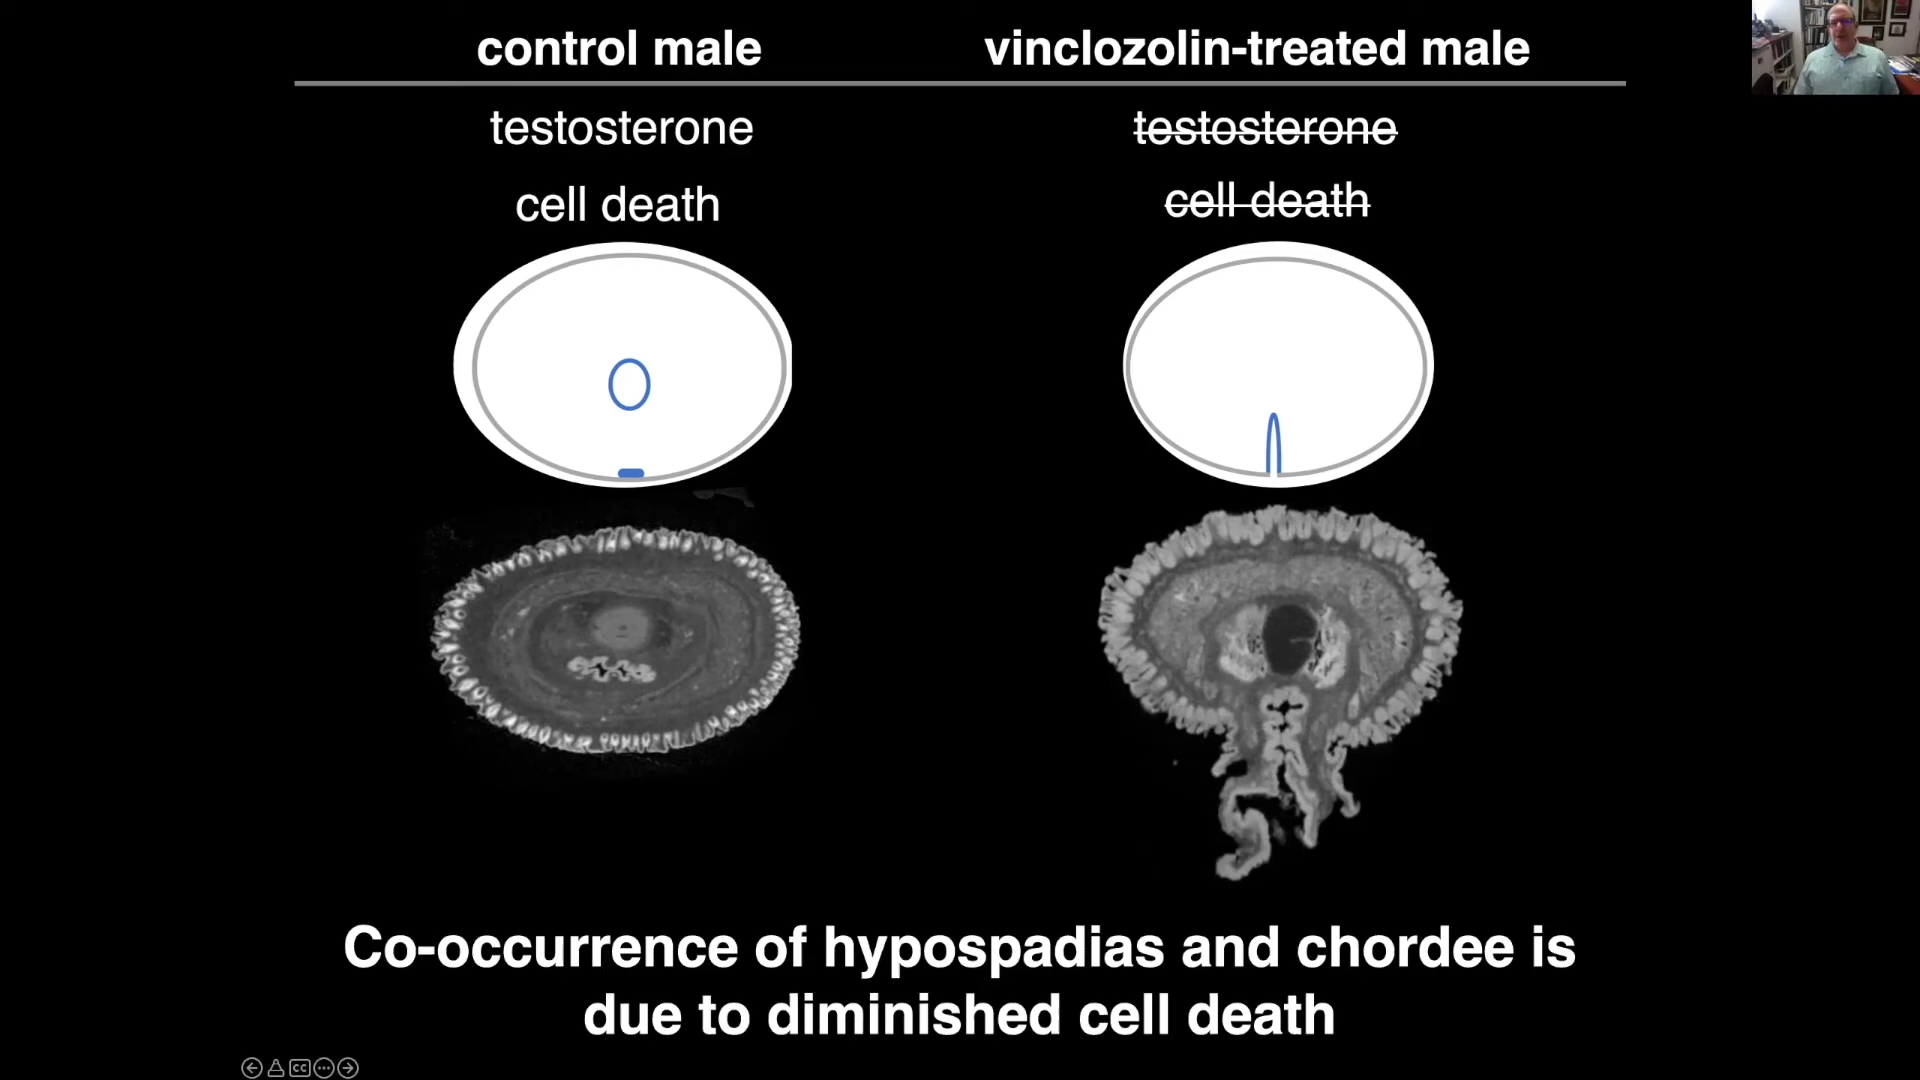 control male
vinclozolin-treated male
testosterone
testosterone
cell death
cell death
Co-occurrence of hypospadias and chordee is
due to diminished cell death
CC